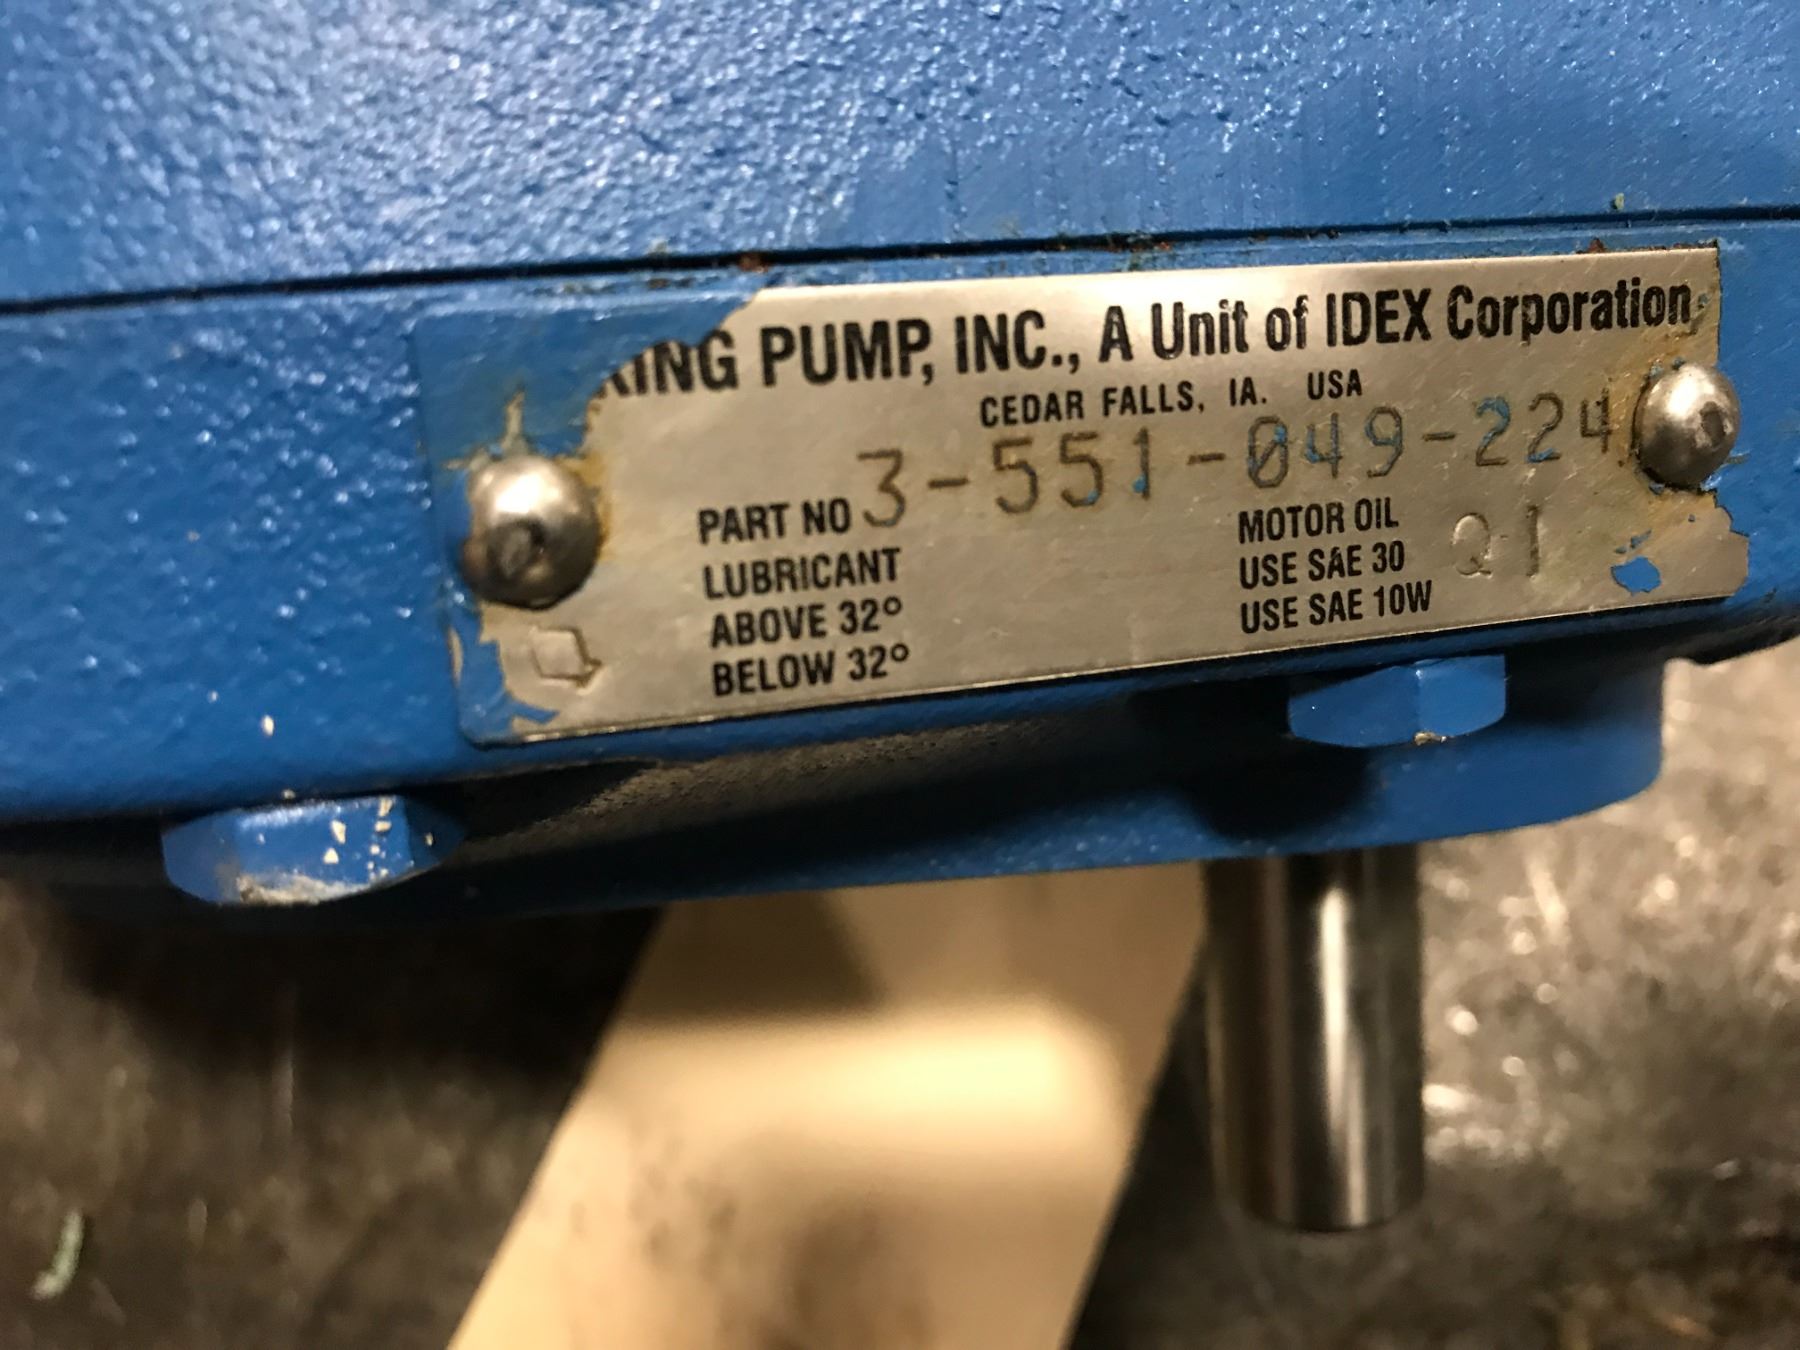 KING PUMP, INC., A Unit of IDEX Corporation
CEDAR FALLS, IA. USA
PART NO 3-551-049-224
LUBRICANT MOTOR OIL
ABOVE 32° USE SAE 30 Q1
BELOW 32° USE SAE 10W